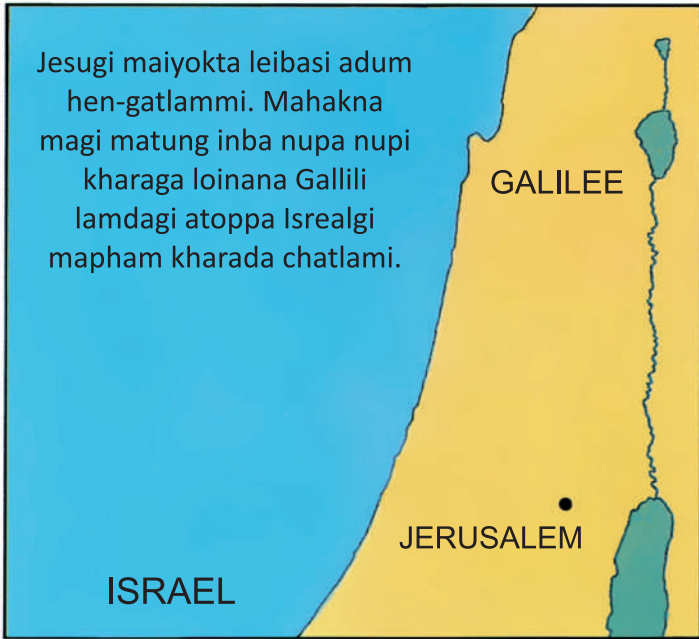 Jesugi maiyokta leibasi adum
hen-gatlammi. Mahakna
magi matung inba nupa nupi
kharaga loinana Gallili
lamdagi atoppa Isrealgi
mapham kharada chatlami.
GALILEE
JERUSALEM
ISRAEL